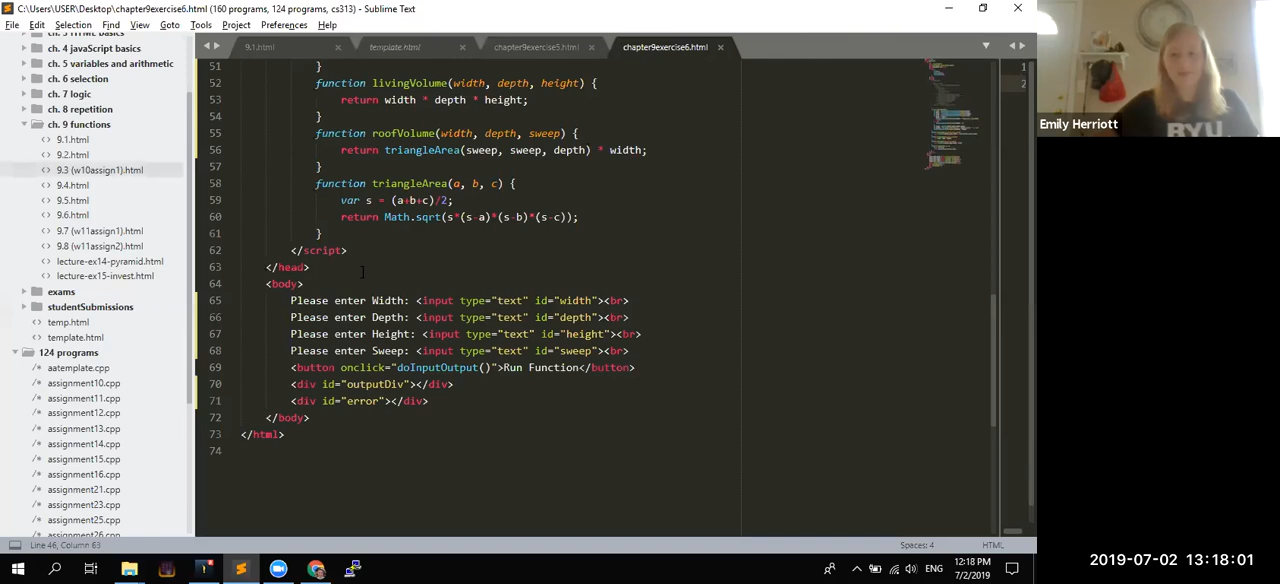 C:\Users\USER\Desktop\chapter9exercise6.html (160 programs, 124 programs, cs313) - Sublime Text
File Edit Selection Find View Goto Tools Project Preferences Help
9.1.html template.html chapter9exercise5.html chapter9exercise6.html
ch. 4 javaScript basics
ch. 5 variables and arithmetic
ch. 6 selection
ch. 7 logic
ch. 8 repetition
ch. 9 functions
9.1.html
9.2.html
9.3 (w10assign1).html
9.4.html
9.5.html
9.6.html
9.7 (w11assign1).html
9.8 (w11assign2).html
lecture-ex14-pyramid.html
lecture-ex15-invest.html
exams
studentSubmissions
temp.html
template.html
124 programs
aatemplate.cpp
assignment10.cpp
assignment11.cpp
assignment12.cpp
assignment13.cpp
assignment14.cpp
assignment15.cpp
assignment16.cpp
assignment21.cpp
assignment23.cpp
assignment25.cpp
assignment26.cpp
51 }
52 function livingVolume(width, depth, height) {
53 return width * depth * height;
54 }
55 function roofVolume(width, depth, sweep) {
56 return triangleArea(sweep, sweep, depth) * width;
57 }
58 function triangleArea(a, b, c) {
59 var s = (a+b+c)/2;
60 return Math.sqrt(s*(s-a)*(s-b)*(s-c));
61 }
62 </script>
63 </head>
64 <body>
65 Please enter Width: <input type="text" id="width"><br>
66 Please enter Depth: <input type="text" id="depth"><br>
67 Please enter Height: <input type="text" id="height"><br>
68 Please enter Sweep: <input type="text" id="sweep"><br>
69 <button onclick="doInputOutput()">Run Function</button>
70 <div id="outputDiv"></div>
71 <div id="error"></div>
72 </body>
73 </html>
74
1
2
Emily Herriott
BYU
Line 46, Column 63 Spaces: 4 HTML
ENG
12:18 PM
7/2/2019
2019-07-02 13:18:01